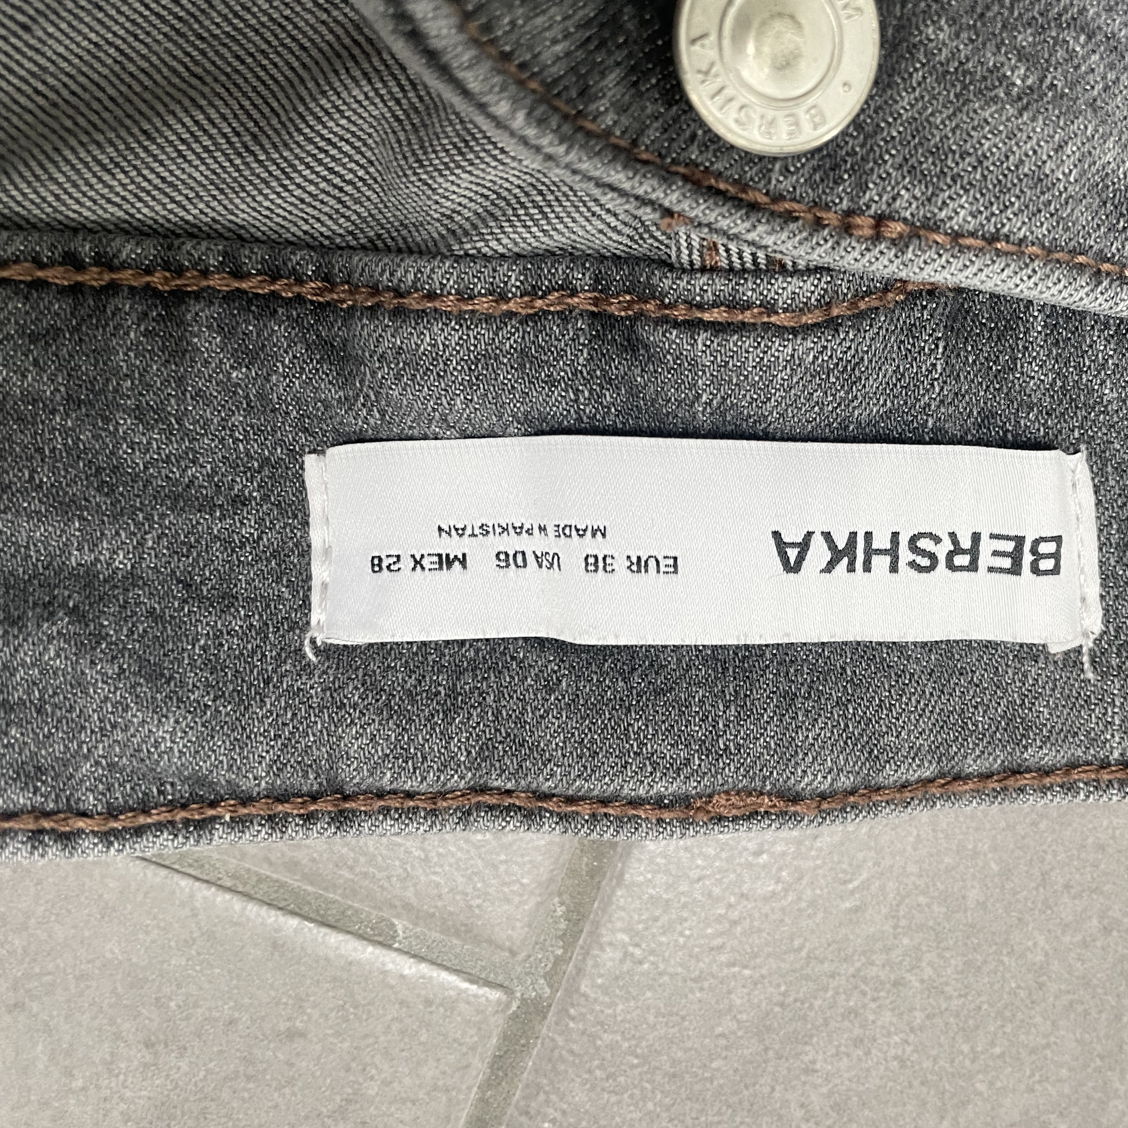 BERSHKA
EUR 38 USA 06 MEX 28
MADE IN PAKISTAN
BERSHKA